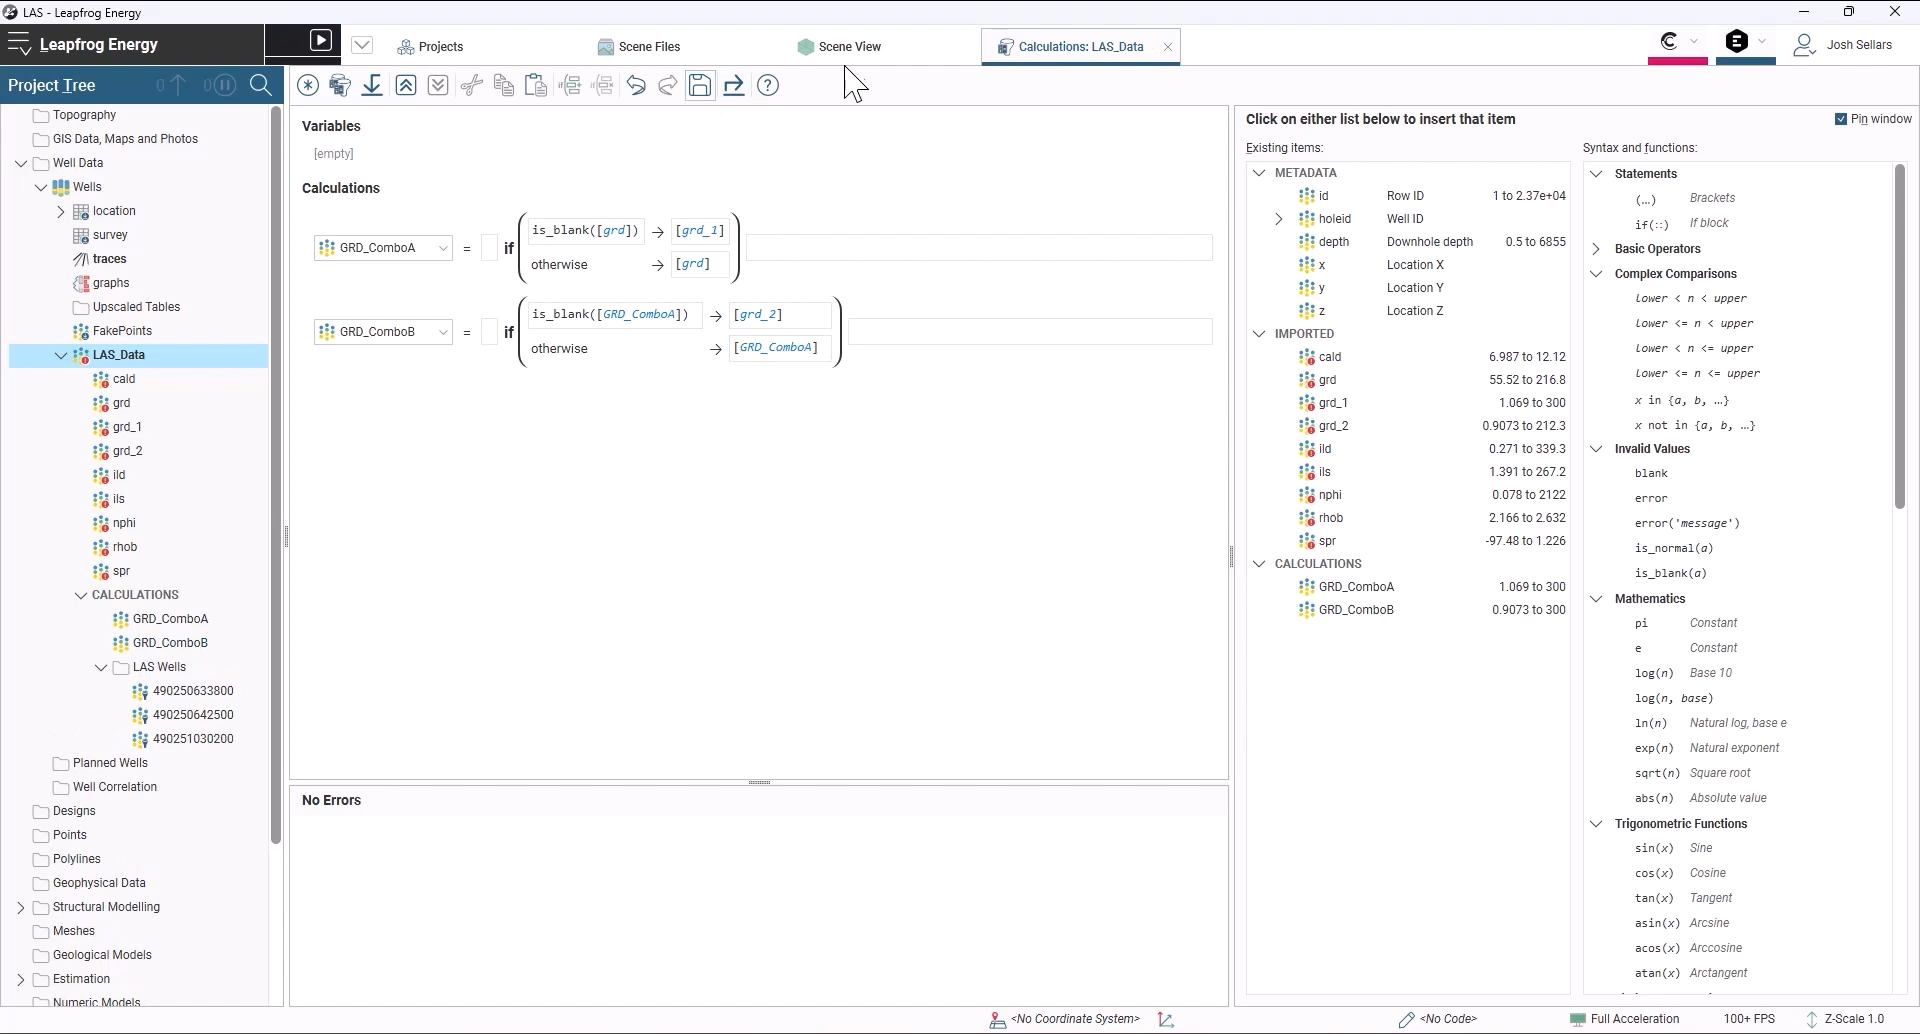 LAS - Leapfrog Energy
Leapfrog Energy
Projects
Scene Files
Scene View
Calculations: LAS_Data
Josh Sellars
Project Tree
0
0
Topography
GIS Data, Maps and Photos
Well Data
Wells
location
survey
traces
graphs
Upscaled Tables
FakePoints
LAS_Data
cald
grd
grd_1
grd_2
ild
ils
nphi
rhob
spr
CALCULATIONS
GRD_ComboA
GRD_ComboB
LAS Wells
490250633800
490250642500
490251030200
Planned Wells
Well Correlation
Designs
Points
Polylines
Geophysical Data
Structural Modelling
Meshes
Geological Models
Estimation
Numeric Models
Variables
[empty]
Calculations
GRD_ComboA = if is_blank([grd]) → [grd_1]
otherwise → [grd]
GRD_ComboB = if is_blank([GRD_ComboA]) → [grd_2]
otherwise → [GRD_ComboA]
No Errors
Click on either list below to insert that item
Pin window
Existing items:
METADATA
id Row ID 1 to 2.37e+04
holeid Well ID
depth Downhole depth 0.5 to 6855
x Location X
y Location Y
z Location Z
IMPORTED
cald 6.987 to 12.12
grd 55.52 to 216.8
grd_1 1.069 to 300
grd_2 0.9073 to 212.3
ild 0.271 to 339.3
ils 1.391 to 267.2
nphi 0.078 to 2122
rhob 2.166 to 2.632
spr -97.48 to 1.226
CALCULATIONS
GRD_ComboA 1.069 to 300
GRD_ComboB 0.9073 to 300
Syntax and functions:
Statements
(…) Brackets
if(::) If block
Basic Operators
Complex Comparisons
lower < n < upper
lower <= n < upper
lower < n <= upper
lower <= n <= upper
x in {a, b, …}
x not in {a, b, …}
Invalid Values
blank
error
error('message')
is_normal(a)
is_blank(a)
Mathematics
pi Constant
e Constant
log(n) Base 10
log(n, base)
ln(n) Natural log, base e
exp(n) Natural exponent
sqrt(n) Square root
abs(n) Absolute value
Trigonometric Functions
sin(x) Sine
cos(x) Cosine
tan(x) Tangent
asin(x) Arcsine
acos(x) Arccosine
atan(x) Arctangent
<No Coordinate System>
<No Code>
Full Acceleration
100+ FPS
Z-Scale 1.0